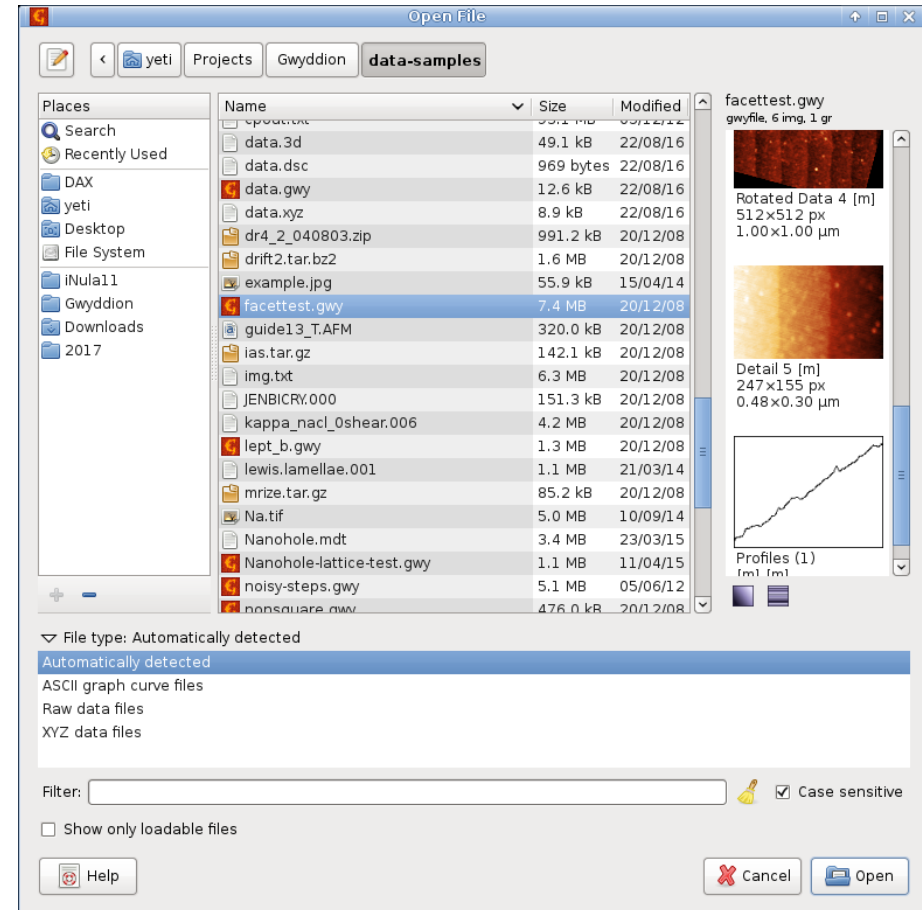 Open File
yeti Projects Gwyddion data-samples
Places
Search
Recently Used
DAX
yeti
Desktop
File System
iNula11
Gwyddion
Downloads
2017
Name Size Modified
data.3d 49.1 kB 22/08/16
data.dsc 969 bytes 22/08/16
data.gwy 12.6 kB 22/08/16
data.xyz 8.9 kB 22/08/16
dr4_2_040803.zip 991.2 kB 20/12/08
drift2.tar.bz2 1.6 MB 20/12/08
example.jpg 55.9 kB 15/04/14
facettest.gwy 7.4 MB 20/12/08
guide13_T.AFM 320.0 kB 20/12/08
ias.tar.gz 142.1 kB 20/12/08
img.txt 6.3 MB 20/12/08
JENBICRY.000 151.3 kB 20/12/08
kappa_nacl_0shear.006 4.2 MB 20/12/08
lept_b.gwy 1.3 MB 20/12/08
lewis.lamellae.001 1.1 MB 21/03/14
mrize.tar.gz 85.2 kB 20/12/08
Na.tif 5.0 MB 10/09/14
Nanohole.mdt 3.4 MB 23/03/15
Nanohole-lattice-test.gwy 1.1 MB 11/04/15
noisy-steps.gwy 5.1 MB 05/06/12
nonsquare.gwy 476.0 kB 20/12/08
facettest.gwy
gwyfile, 6 img, 1 gr
Rotated Data 4 [m]
512×512 px
1.00×1.00 µm
Detail 5 [m]
247×155 px
0.48×0.30 µm
Profiles (1)
[m] [m]
File type: Automatically detected
Automatically detected
ASCII graph curve files
Raw data files
XYZ data files
Filter:
Case sensitive
Show only loadable files
Help Cancel Open